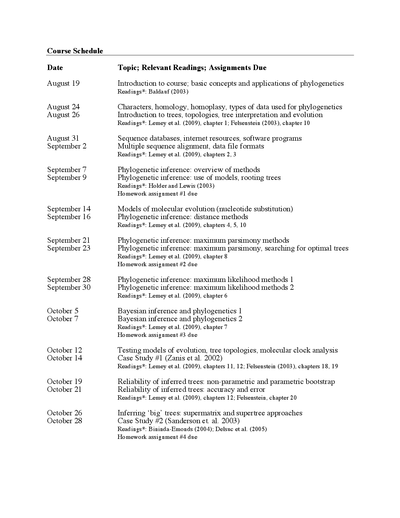 Course Schedule
Date Topic; Relevant Readings; Assignments Due
August 19 Introduction to course; basic concepts and applications of phylogenetics
Readings*: Baldauf (2003)
August 24 Characters, homology, homoplasy, types of data used for phylogenetics
August 26 Introduction to trees, topologies, tree interpretation and evolution
Readings*: Lemey et al. (2009), chapter 1; Felsenstein (2003), chapter 10
August 31 Sequence databases, internet resources, software programs
September 2 Multiple sequence alignment, data file formats
Readings*: Lemey et al. (2009), chapters 2, 3
September 7 Phylogenetic inference: overview of methods
September 9 Phylogenetic inference: use of models, rooting trees
Readings*: Holder and Lewis (2003)
Homework assignment #1 due
September 14 Models of molecular evolution (nucleotide substitution)
September 16 Phylogenetic inference: distance methods
Readings*: Lemey et al. (2009), chapters 4, 5, 10
September 21 Phylogenetic inference: maximum parsimony methods
September 23 Phylogenetic inference: maximum parsimony, searching for optimal trees
Readings*: Lemey et al. (2009), chapter 8
Homework assignment #2 due
September 28 Phylogenetic inference: maximum likelihood methods 1
September 30 Phylogenetic inference: maximum likelihood methods 2
Readings*: Lemey et al. (2009), chapter 6
October 5 Bayesian inference and phylogenetics 1
October 7 Bayesian inference and phylogenetics 2
Readings*: Lemey et al. (2009), chapter 7
Homework assignment #3 due
October 12 Testing models of evolution, tree topologies, molecular clock analysis
October 14 Case Study #1 (Zanis et al. 2002)
Readings*: Lemey et al. (2009), chapters 11, 12; Felsenstein (2003), chapters 18, 19
October 19 Reliability of inferred trees: non-parametric and parametric bootstrap
October 21 Reliability of inferred trees: accuracy and error
Readings*: Lemey et al. (2009), chapters 12; Felsenstein, chapter 20
October 26 Inferring ‘big’ trees: supermatrix and supertree approaches
October 28 Case Study #2 (Sanderson et. al. 2003)
Readings*: Bininda-Emonds (2004); Delsuc et al. (2005)
Homework assignment #4 due